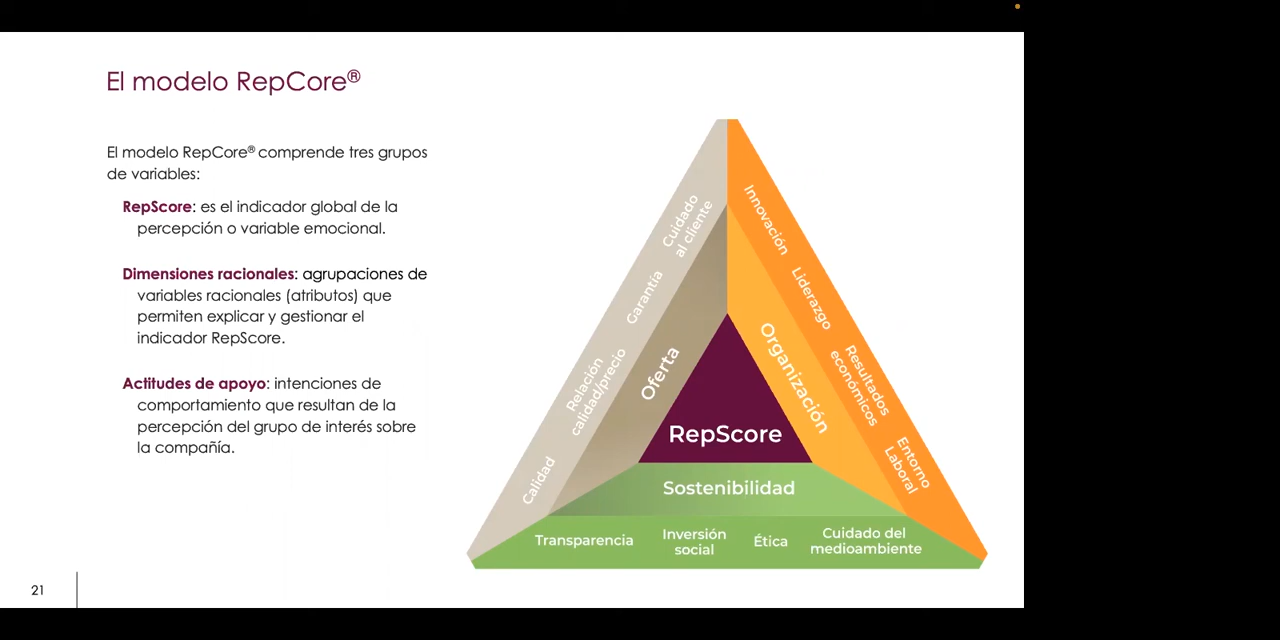 El modelo RepCore®
El modelo RepCore® comprende tres grupos
de variables:
RepScore: es el indicador global de la
percepción o variable emocional.
Dimensiones racionales: agrupaciones de
variables racionales (atributos) que
permiten explicar y gestionar el
indicador RepScore.
Actitudes de apoyo: intenciones de
comportamiento que resultan de la
percepción del grupo de interés sobre
la compañía.
Cuidado
al cliente
Garantía
Relación
calidad/precio
Calidad
Oferta
Innovación
Liderazgo
Resultados
económicos
Entorno
Laboral
Organización
RepScore
Sostenibilidad
Transparencia
Inversión
social
Ética
Cuidado del
medioambiente
21